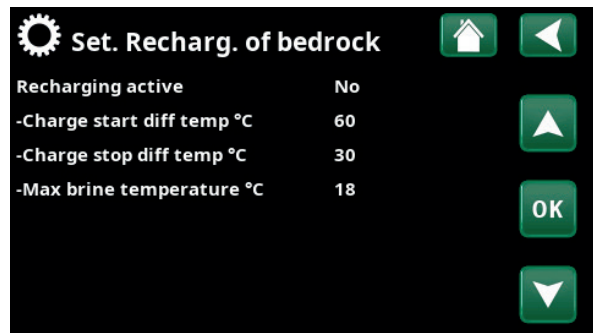 Set. Recharg. of bedrock
Recharging active No
-Charge start diff temp °C 60
-Charge stop diff temp °C 30
-Max brine temperature °C 18
OK